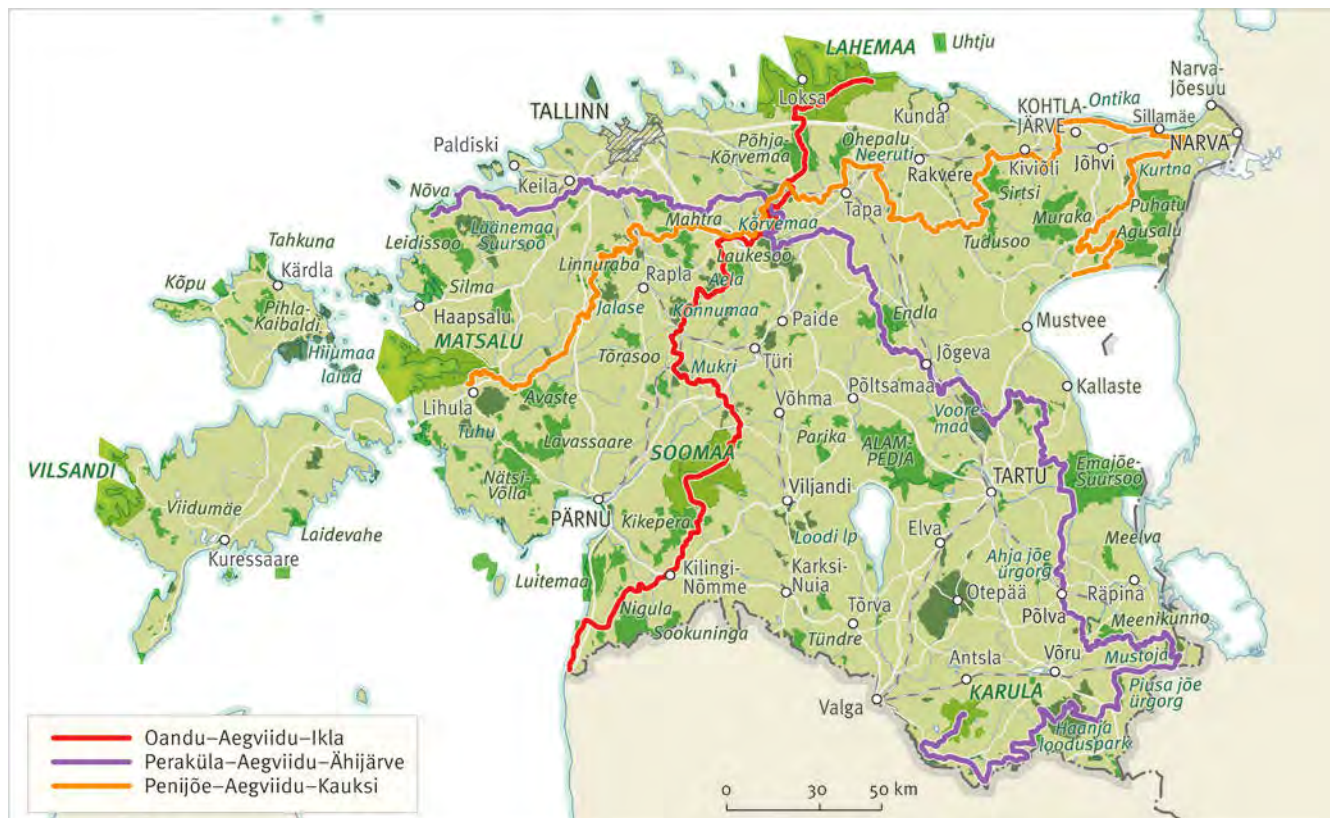 LAHEMAA
Uhtju
Loksa
Narva-
Jõesuu
TALLINN
Kunda
KOHTLA-
JÄRVE
Ontika
Sillamäe
NARVA
Paldiski
Põhja-
Kõrvemaa
Ohepalu
Neeruti
Rakvere
Kiviõli
Jõhvi
Keila
Kurtna
Nõva
Tapa
Sirtsi
Läänemaa
Suursoo
Mahtra
Kõrvemaa
Muraka
Puhatu
Leidissoo
Tudusoo
Agusalu
Tahkuna
Linnuraba
Laukesoo
Kõpu
Kärdla
Silma
Rapla
Aela
Pihla-
Kaibaldi
Haapsalu
Jalase
Konnumaa
Paide
Endla
Mustvee
MATSALU
Hiiumaa
laiud
Tõrasoo
Türi
Jõgeva
Mukri
Põltsamaa
Kallaste
Lihula
Avaste
Võhma
Voore-
maa
Tuhu
Lavassaare
SOOMAA
Parika
ALAM-
PEDJA
VILSANDI
Nätsi-
Võlla
Emajõe-
Suursoo
TARTU
Viidumäe
PÄRNU
Kikepera
Viljandi
Laidevahe
Kuressaare
Loodi lp
Elva
Ahja jõe
ürgorg
Meelva
Luitemaa
Kilingi-
Nõmme
Karksi-
Nuia
Otepää
Räpina
Nigula
Tõrva
Põlva
Meenikunno
Sookuninga
Tündre
Antsla
Võru
Mustoja
Valga
KARULA
Piusa jõe
ürgorg
Haanja
looduspark
Oandu–Aegviidu–Ikla
Peraküla–Aegviidu–Ähijärve
Penijõe–Aegviidu–Kauksi
0 30 50 km